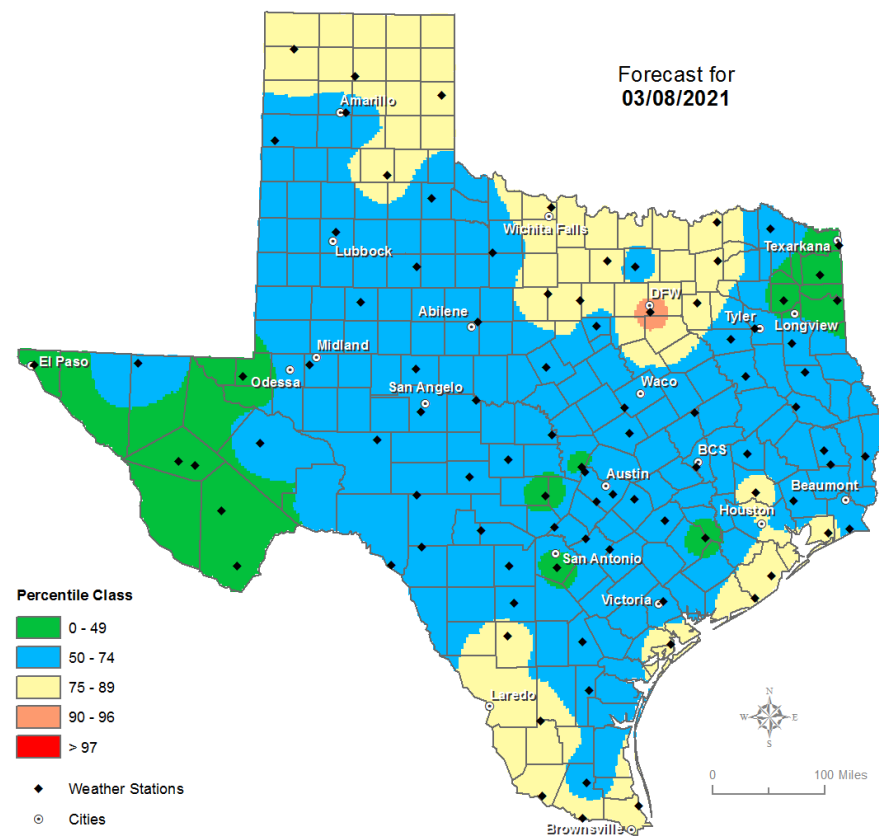 Forecast for
03/08/2021
Amarillo
Wichita Falls
Lubbock
Texarkana
DFW
Abilene
Tyler
Longview
Midland
El Paso
Odessa
San Angelo
Waco
BCS
Austin
Beaumont
Houston
San Antonio
Victoria
Percentile Class
0 - 49
50 - 74
75 - 89
90 - 96
> 97
Laredo
N
W
E
S
0 100 Miles
Weather Stations
Cities
Brownsville